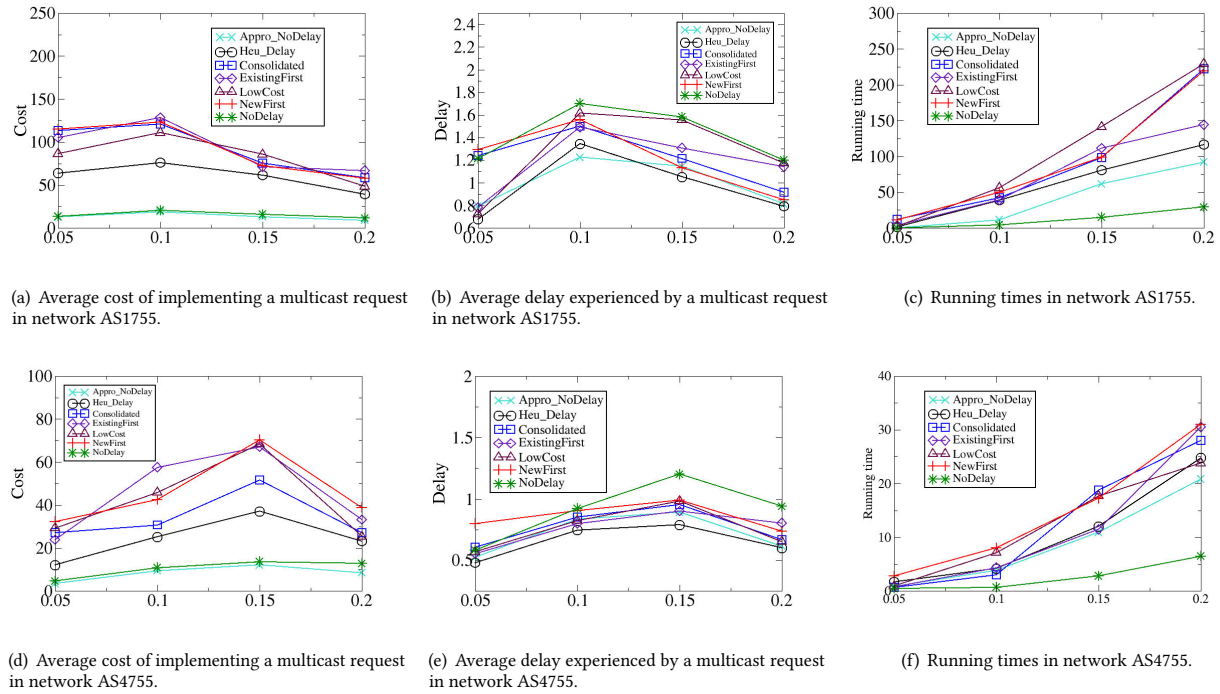 250
200
150
100
50
0
Cost
0.05 0.1 0.15 0.2
Appro_NoDelay
Heu_Delay
Consolidated
ExistingFirst
LowCost
NewFirst
NoDelay
(a) Average cost of implementing a multicast request
in network AS1755.
2.4
2.2
2
1.8
1.6
1.4
1.2
1
0.8
0.6
Delay
0.05 0.1 0.15 0.2
Appro_NoDelay
Heu_Delay
Consolidated
ExistingFirst
LowCost
NewFirst
NoDelay
(b) Average delay experienced by a multicast request
in network AS1755.
300
250
200
150
100
50
0
Running time
0.05 0.1 0.15 0.2
Appro_NoDelay
Heu_Delay
Consolidated
ExistingFirst
LowCost
NewFirst
NoDelay
(c) Running times in network AS1755.
100
80
60
40
20
0
Cost
0.05 0.1 0.15 0.2
Appro_NoDelay
Heu_Delay
Consolidated
ExistingFirst
LowCost
NewFirst
NoDelay
(d) Average cost of implementing a multicast request
in network AS4755.
2
1.5
1
0.5
Delay
0.05 0.1 0.15 0.2
Appro_NoDelay
Heu_Delay
Consolidated
ExistingFirst
LowCost
NewFirst
NoDelay
(e) Average delay experienced by a multicast request
in network AS4755.
40
30
20
10
0
Running time
0.05 0.1 0.15 0.2
Appro_NoDelay
Heu_Delay
Consolidated
ExistingFirst
LowCost
NewFirst
NoDelay
(f) Running times in network AS4755.